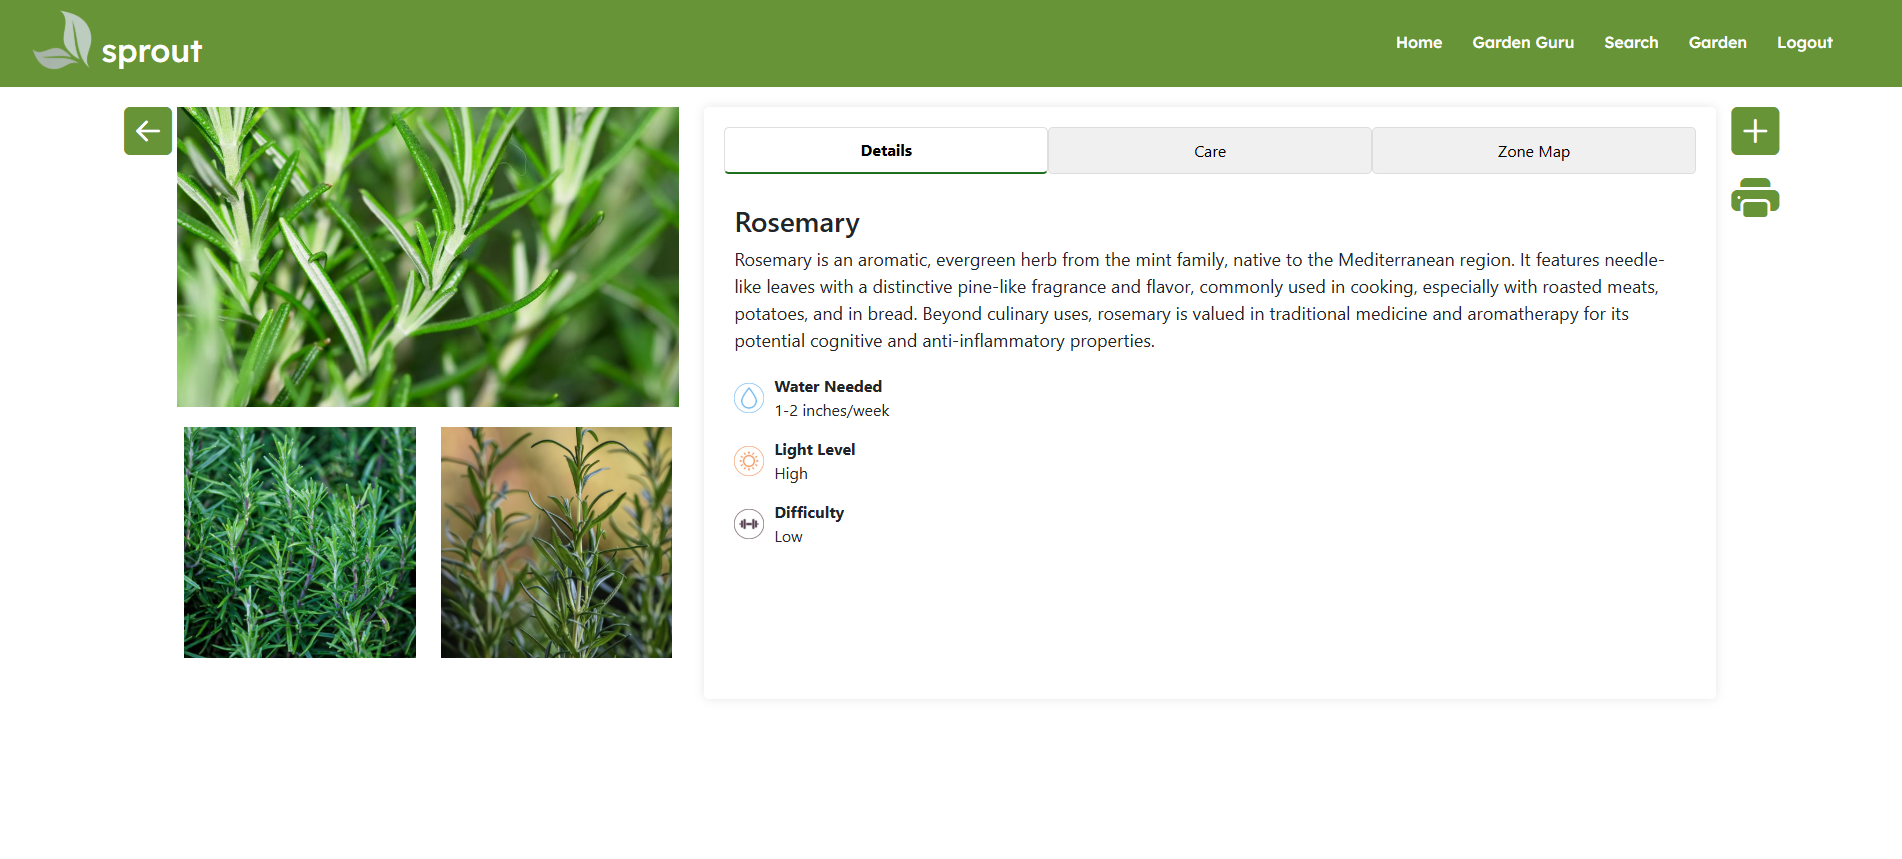 sprout
Home
Garden Guru
Search
Garden
Logout
Details
Care
Zone Map
Rosemary
Rosemary is an aromatic, evergreen herb from the mint family, native to the Mediterranean region. It features needle-
like leaves with a distinctive pine-like fragrance and flavor, commonly used in cooking, especially with roasted meats,
potatoes, and in bread. Beyond culinary uses, rosemary is valued in traditional medicine and aromatherapy for its
potential cognitive and anti-inflammatory properties.
Water Needed
1-2 inches/week
Light Level
High
Difficulty
Low